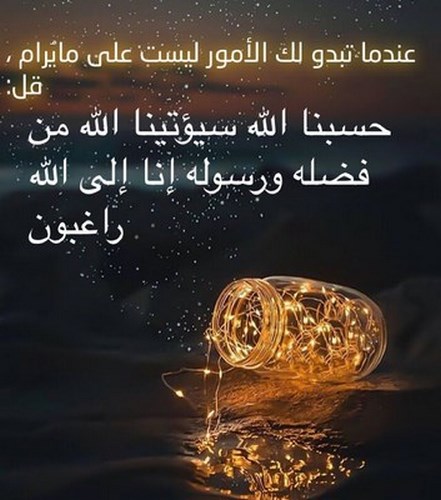 عندما تبدو لك الأمور ليست على مايُرام ،
قل:
حسبنا الله سيؤتينا الله من
فضله ورسوله إنا إلى الله
راغبون